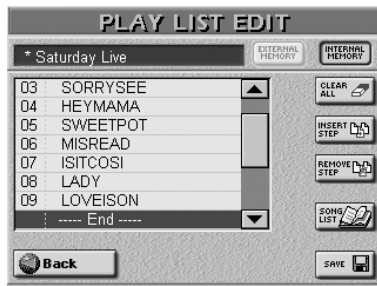 PLAY LIST EDIT
* Saturday Live
EXTERNAL
MEMORY
INTERNAL
MEMORY
03 SORRYSEE
04 HEYMAMA
05 SWEETPOT
06 MISREAD
07 ISITCOSI
08 LADY
09 LOVEISON
----- End -----
CLEAR
ALL
INSERT
STEP
REMOVE
STEP
SONG
LIST
Back
SAVE